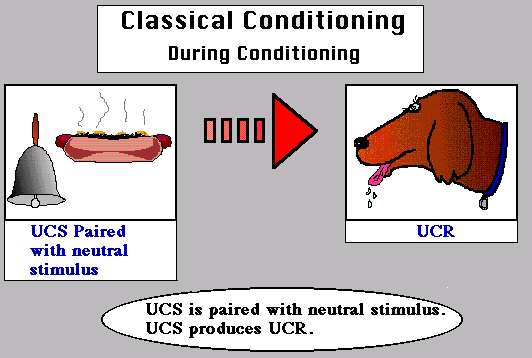 Classical Conditioning
During Conditioning
UCS Paired
with neutral
stimulus
UCR
UCS is paired with neutral stimulus.
UCS produces UCR.